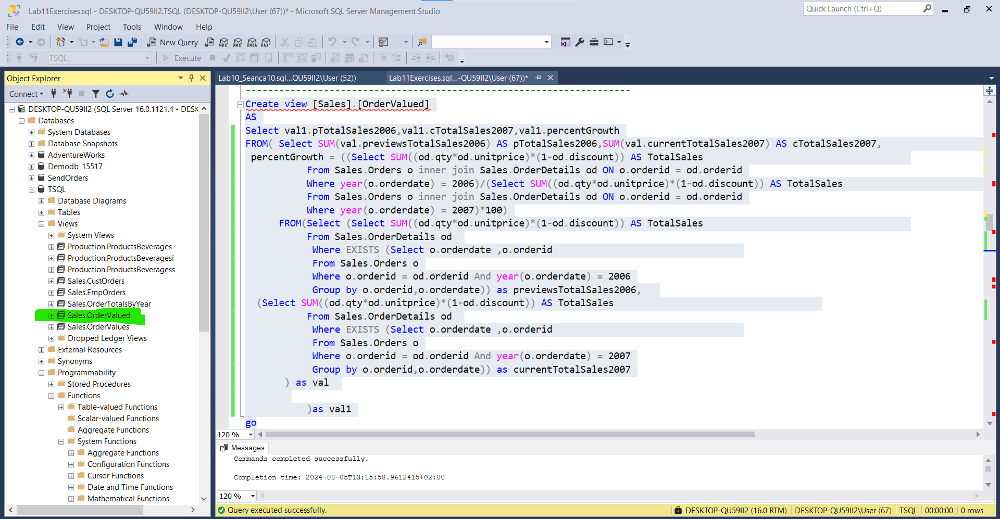 Lab11Exercises.sql - DESKTOP-QU59II2.TSQL (DESKTOP-QU59II2\User (67))* - Microsoft SQL Server Management Studio
Quick Launch (Ctrl+Q)
File Edit View Project Tools Window Help
New Query MDX DMX XMLA DAX
TSQL Execute
Object Explorer
Connect
DESKTOP-QU59II2 (SQL Server 16.0.1121.4 - DESK
Databases
System Databases
Database Snapshots
AdventureWorks
Demodb_15517
SendOrders
TSQL
Database Diagrams
Tables
Views
System Views
Production.ProductsBeverages
Production.ProductsBeveragesi
Production.ProductsBeveragess
Sales.CustOrders
Sales.EmpOrders
Sales.OrderTotalsByYear
Sales.OrderValued
Sales.OrderValues
Dropped Ledger Views
External Resources
Synonyms
Programmability
Stored Procedures
Functions
Table-valued Functions
Scalar-valued Functions
Aggregate Functions
System Functions
Aggregate Functions
Configuration Functions
Cursor Functions
Date and Time Functions
Mathematical Functions
Lab10_Seanca10.sql...QU59II2\User (52)) Lab11Exercises.sql...-QU59II2\User (67))*
---------------------------------------------------------------------
Create view [Sales].[OrderValued]
AS
Select val1.pTotalSales2006,val1.cTotalSales2007,val1.percentGrowth
FROM( Select SUM(val.previewsTotalSales2006) AS pTotalSales2006,SUM(val.currentTotalSales2007) AS cTotalSales2007,
percentGrowth = ((Select SUM((od.qty*od.unitprice)*(1-od.discount)) AS TotalSales
From Sales.Orders o inner join Sales.OrderDetails od ON o.orderid = od.orderid
Where year(o.orderdate) = 2006)/(Select SUM((od.qty*od.unitprice)*(1-od.discount)) AS TotalSales
From Sales.Orders o inner join Sales.OrderDetails od ON o.orderid = od.orderid
Where year(o.orderdate) = 2007)*100)
FROM(Select (Select SUM((od.qty*od.unitprice)*(1-od.discount)) AS TotalSales
From Sales.OrderDetails od
Where EXISTS (Select o.orderdate ,o.orderid
From Sales.Orders o
Where o.orderid = od.orderid And year(o.orderdate) = 2006
Group by o.orderid,o.orderdate)) as previewsTotalSales2006,
(Select SUM((od.qty*od.unitprice)*(1-od.discount)) AS TotalSales
From Sales.OrderDetails od
Where EXISTS (Select o.orderdate ,o.orderid
From Sales.Orders o
Where o.orderid = od.orderid And year(o.orderdate) = 2007
Group by o.orderid,o.orderdate)) as currentTotalSales2007
) as val
)as val1
go
120 %
Messages
Commands completed successfully.
Completion time: 2024-08-05T13:15:58.9612415+02:00
120 %
Query executed successfully. DESKTOP-QU59II2 (16.0 RTM) DESKTOP-QU59II2\User (67) TSQL 00:00:00 0 rows